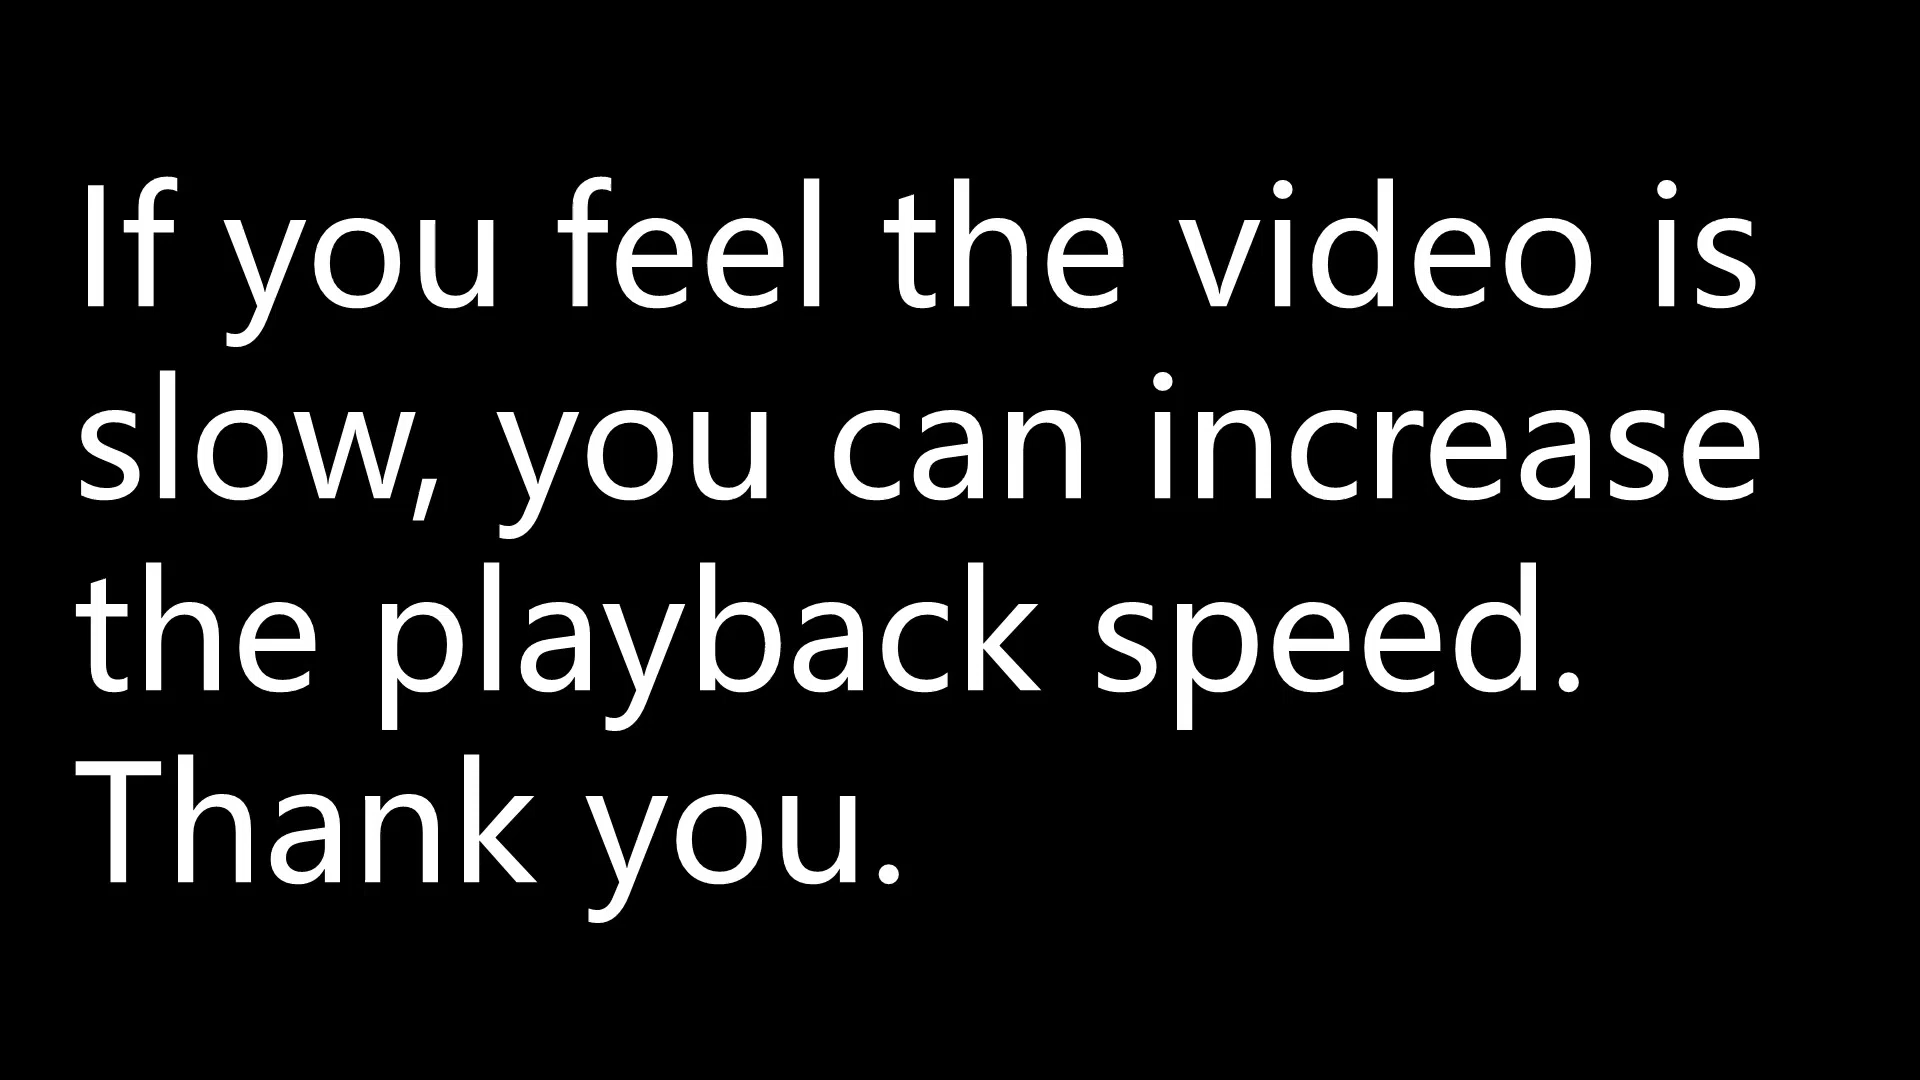 If you feel the video is
slow, you can increase
the playback speed.
Thank you.